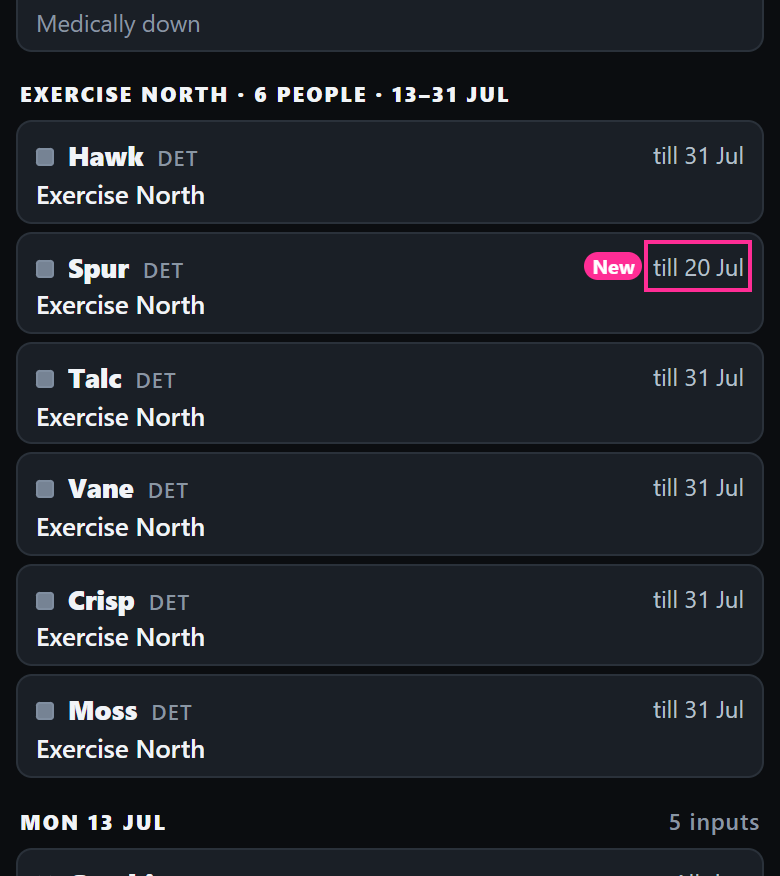 Medically down
EXERCISE NORTH · 6 PEOPLE · 13–31 JUL
Hawk DET till 31 Jul
Exercise North
Spur DET New till 20 Jul
Exercise North
Talc DET till 31 Jul
Exercise North
Vane DET till 31 Jul
Exercise North
Crisp DET till 31 Jul
Exercise North
Moss DET till 31 Jul
Exercise North
MON 13 JUL 5 inputs